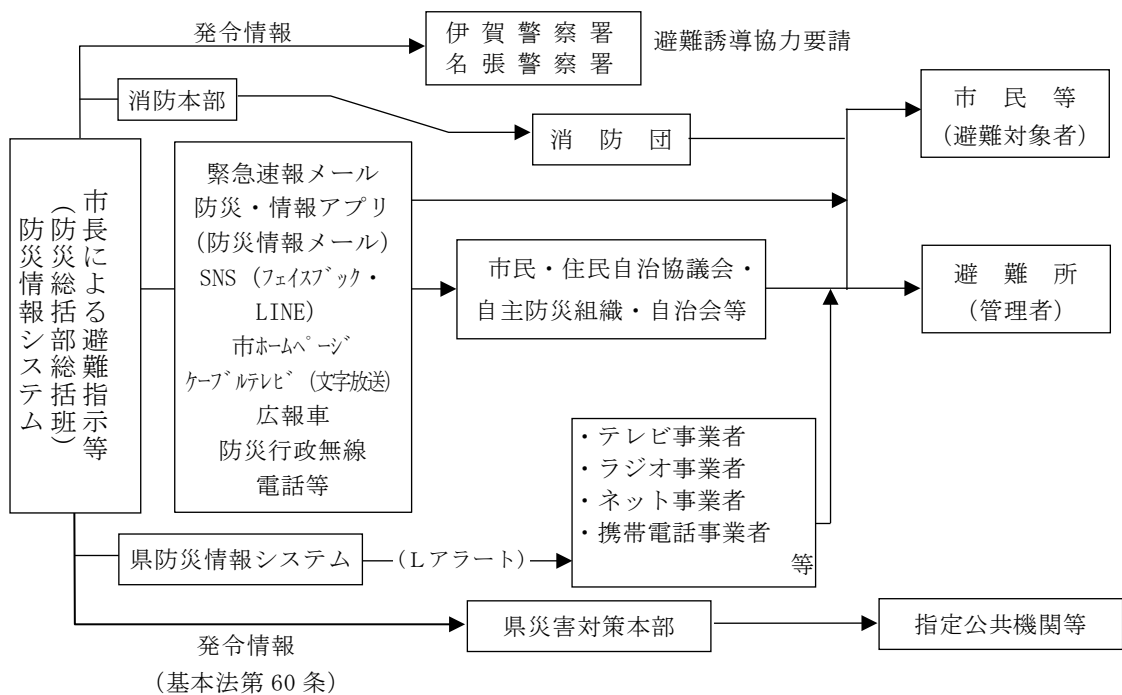 発令情報
伊賀警察署
名張警察署
避難誘導協力要請
消防本部
消防団
市民等
(避難対象者)
市長による避難指示等
(防災総括部総括班)
防災情報システム
緊急速報メール
防災・情報アプリ
(防災情報メール)
SNS (フェイスブック・
LINE)
市ホームページ
ケーブルテレビ (文字放送)
広報車
防災行政無線
電話等
市民・住民自治協議会・
自主防災組織・自治会等
避難所
(管理者)
・テレビ事業者
・ラジオ事業者
・ネット事業者
・携帯電話事業者
等
県防災情報システム
(Lアラート)
県災害対策本部
指定公共機関等
発令情報
(基本法第 60 条)